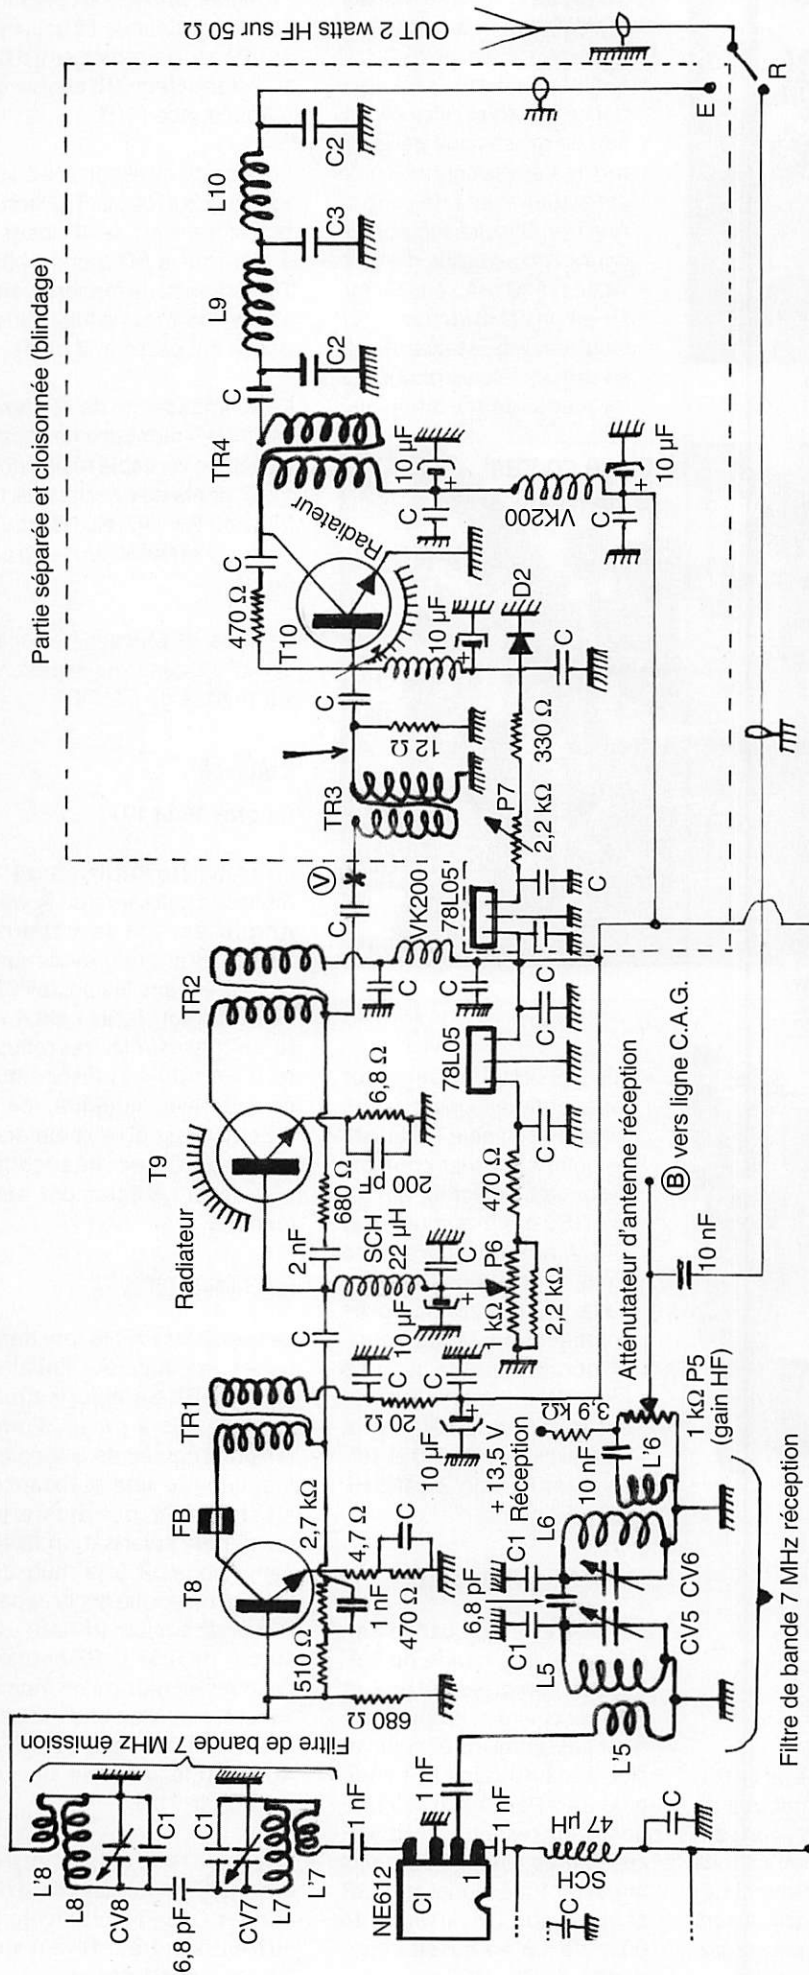 Partie séparée et cloisonnée (blindage)
OUT 2 watts HF sur 50 Ω
E
R
L9
L10
C
C2
C3
C2
TR4
C
470 Ω
T10
Radiateur
10 µF
+
C
VK200
10 µF
+
C
10 µF
+
D2
C
C
12 Ω
TR3
330 Ω
P7
2,2 kΩ
V
C
VK200
78L05
C
C
TR2
C
C
78L05
C
C
T9
Radiateur
6,8 Ω
200 pF
680 Ω
2 nF
SCH
22 µH
C
10 µF
+
P6
1 kΩ
470 Ω
2,2 kΩ
C
TR1
C
20 Ω
C
10 µF
+
FB
T8
2,7 kΩ
510 Ω
1 nF
4,7 Ω
C
470 Ω
680 Ω
Filtre de bande 7 MHz émission
L'8
L8
CV8
C1
6,8 pF
C1
CV7
L7
L'7
1 nF
NE612
CI
1
1 nF
1 nF
SCH
47 µH
C
C
L'5
L5
C1
C1
6,8 pF
CV5
CV6
L6
L'6
10 nF
+ 13,5 V
Réception
3,9 kΩ
1 kΩ P5
(gain HF)
Atténutateur d'antenne réception
10 nF
B vers ligne C.A.G.
Filtre de bande 7 MHz réception